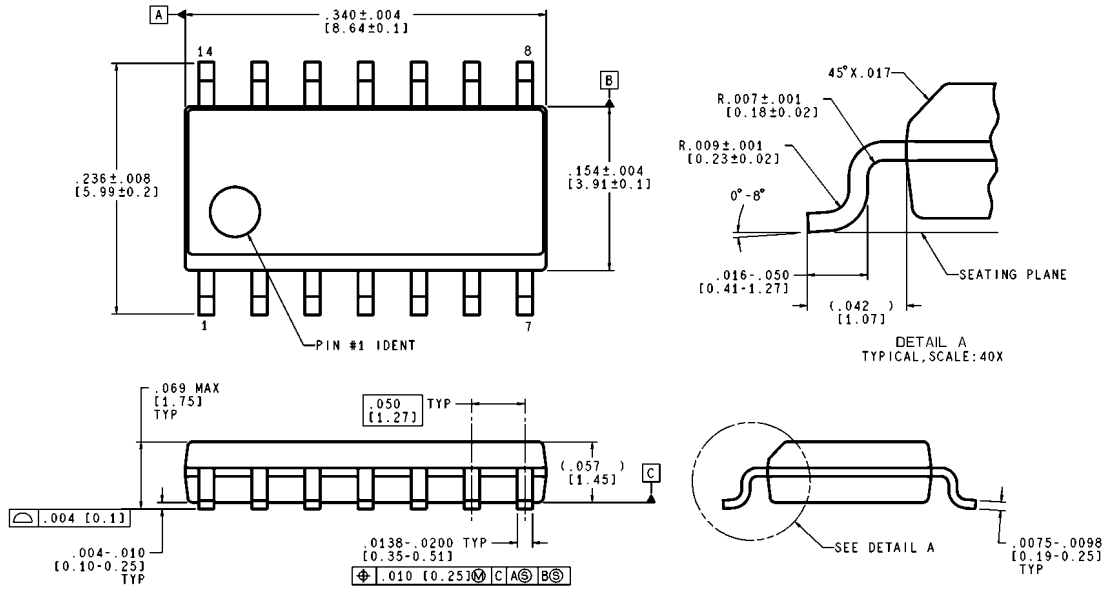 A
.340±.004
[8.64±0.1]
14
8
B
.236±.008
[5.99±0.2]
.154±.004
[3.91±0.1]
1
7
PIN #1 IDENT
45°X.017
R.007±.001
[0.18±0.02]
R.009±.001
[0.23±0.02]
0°-8°
SEATING PLANE
.016-.050
[0.41-1.27]
(.042 )
[1.07]
DETAIL A
TYPICAL, SCALE:40X
.069 MAX
[1.75]
TYP
.050
[1.27]
TYP
(.057 )
[1.45]
C
.004 [0.1]
.004-.010
[0.10-0.25]
TYP
.0138-.0200 TYP
[0.35-0.51]
⌖ .010 [0.25]Ⓜ C AⓈ BⓈ
SEE DETAIL A
.0075-.0098
[0.19-0.25]
TYP